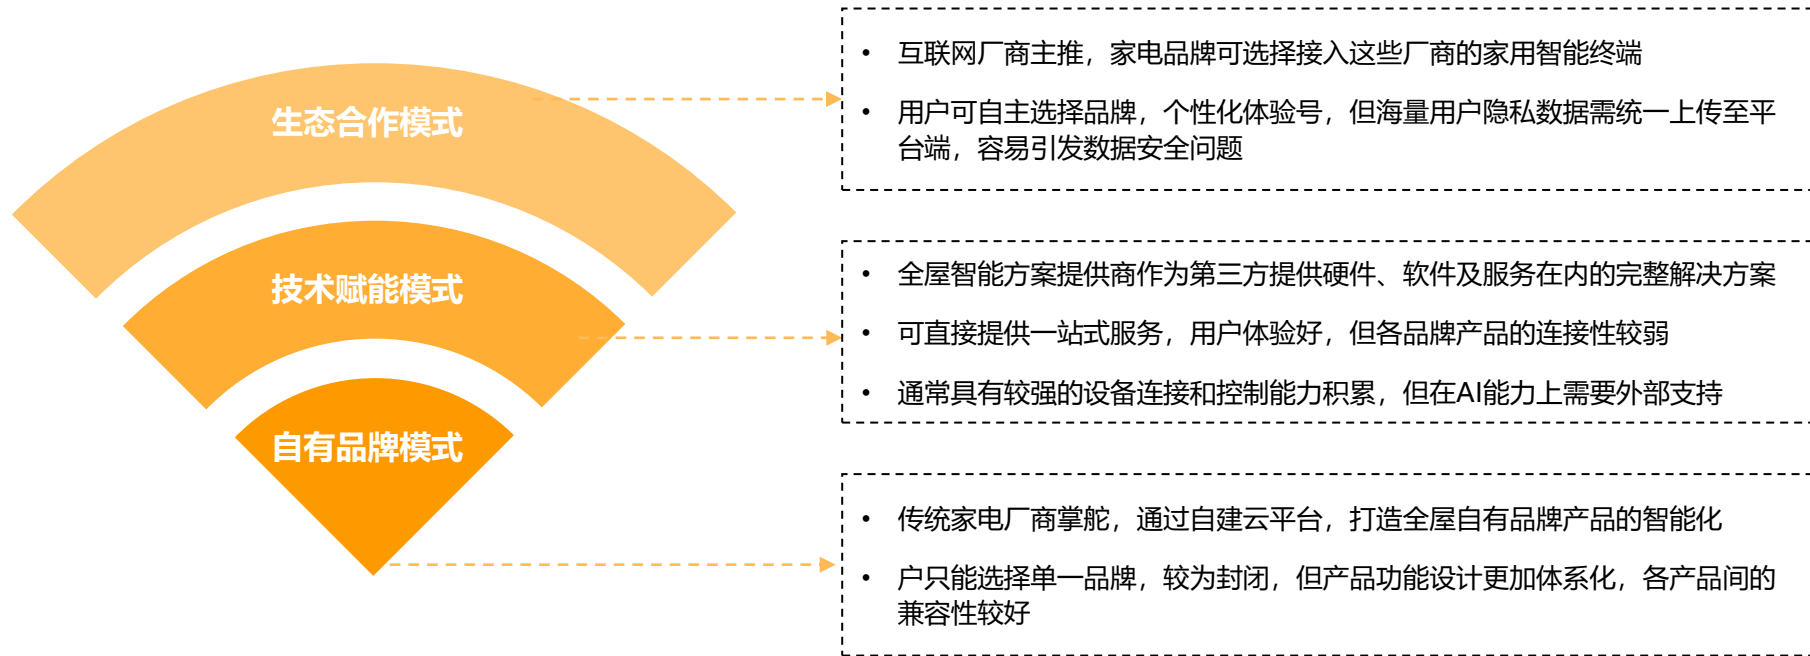 生态合作模式
• 互联网厂商主推，家电品牌可选择接入这些厂商的家用智能终端
• 用户可自主选择品牌，个性化体验号，但海量用户隐私数据需统一上传至平
台端，容易引发数据安全问题
技术赋能模式
• 全屋智能方案提供商作为第三方提供硬件、软件及服务在内的完整解决方案
• 可直接提供一站式服务，用户体验好，但各品牌产品的连接性较弱
• 通常具有较强的设备连接和控制能力积累，但在AI能力上需要外部支持
自有品牌模式
• 传统家电厂商掌舵，通过自建云平台，打造全屋自有品牌产品的智能化
• 户只能选择单一品牌，较为封闭，但产品功能设计更加体系化，各产品间的
兼容性较好